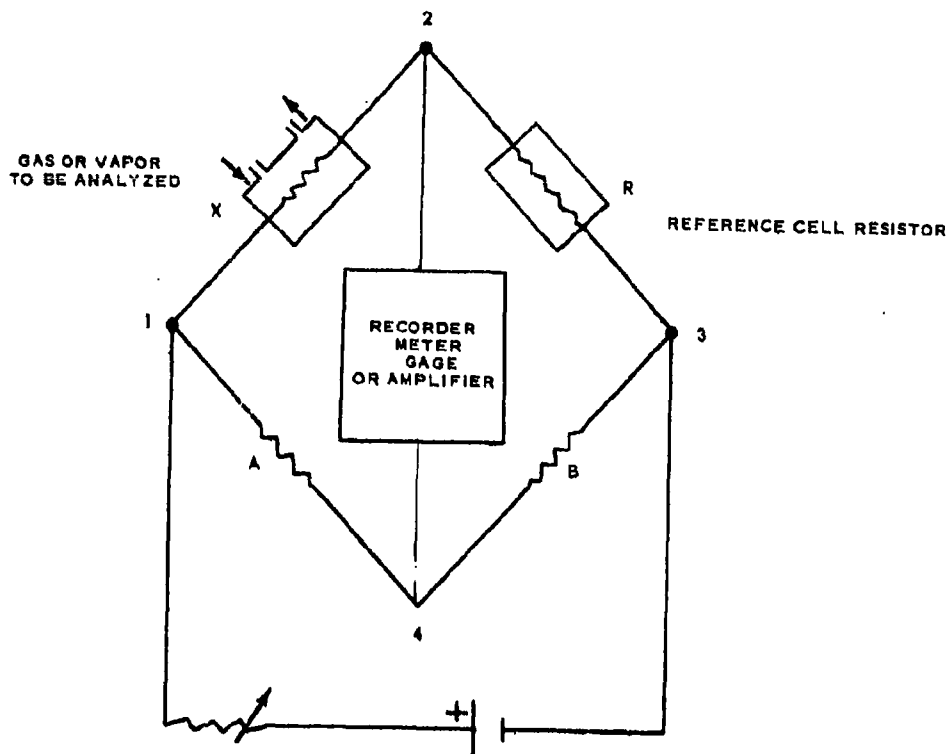 2
GAS OR VAPOR
TO BE ANALYZED
X
R
REFERENCE CELL RESISTOR
1
RECORDER
METER
GAGE
OR AMPLIFIER
3
A
B
4
+